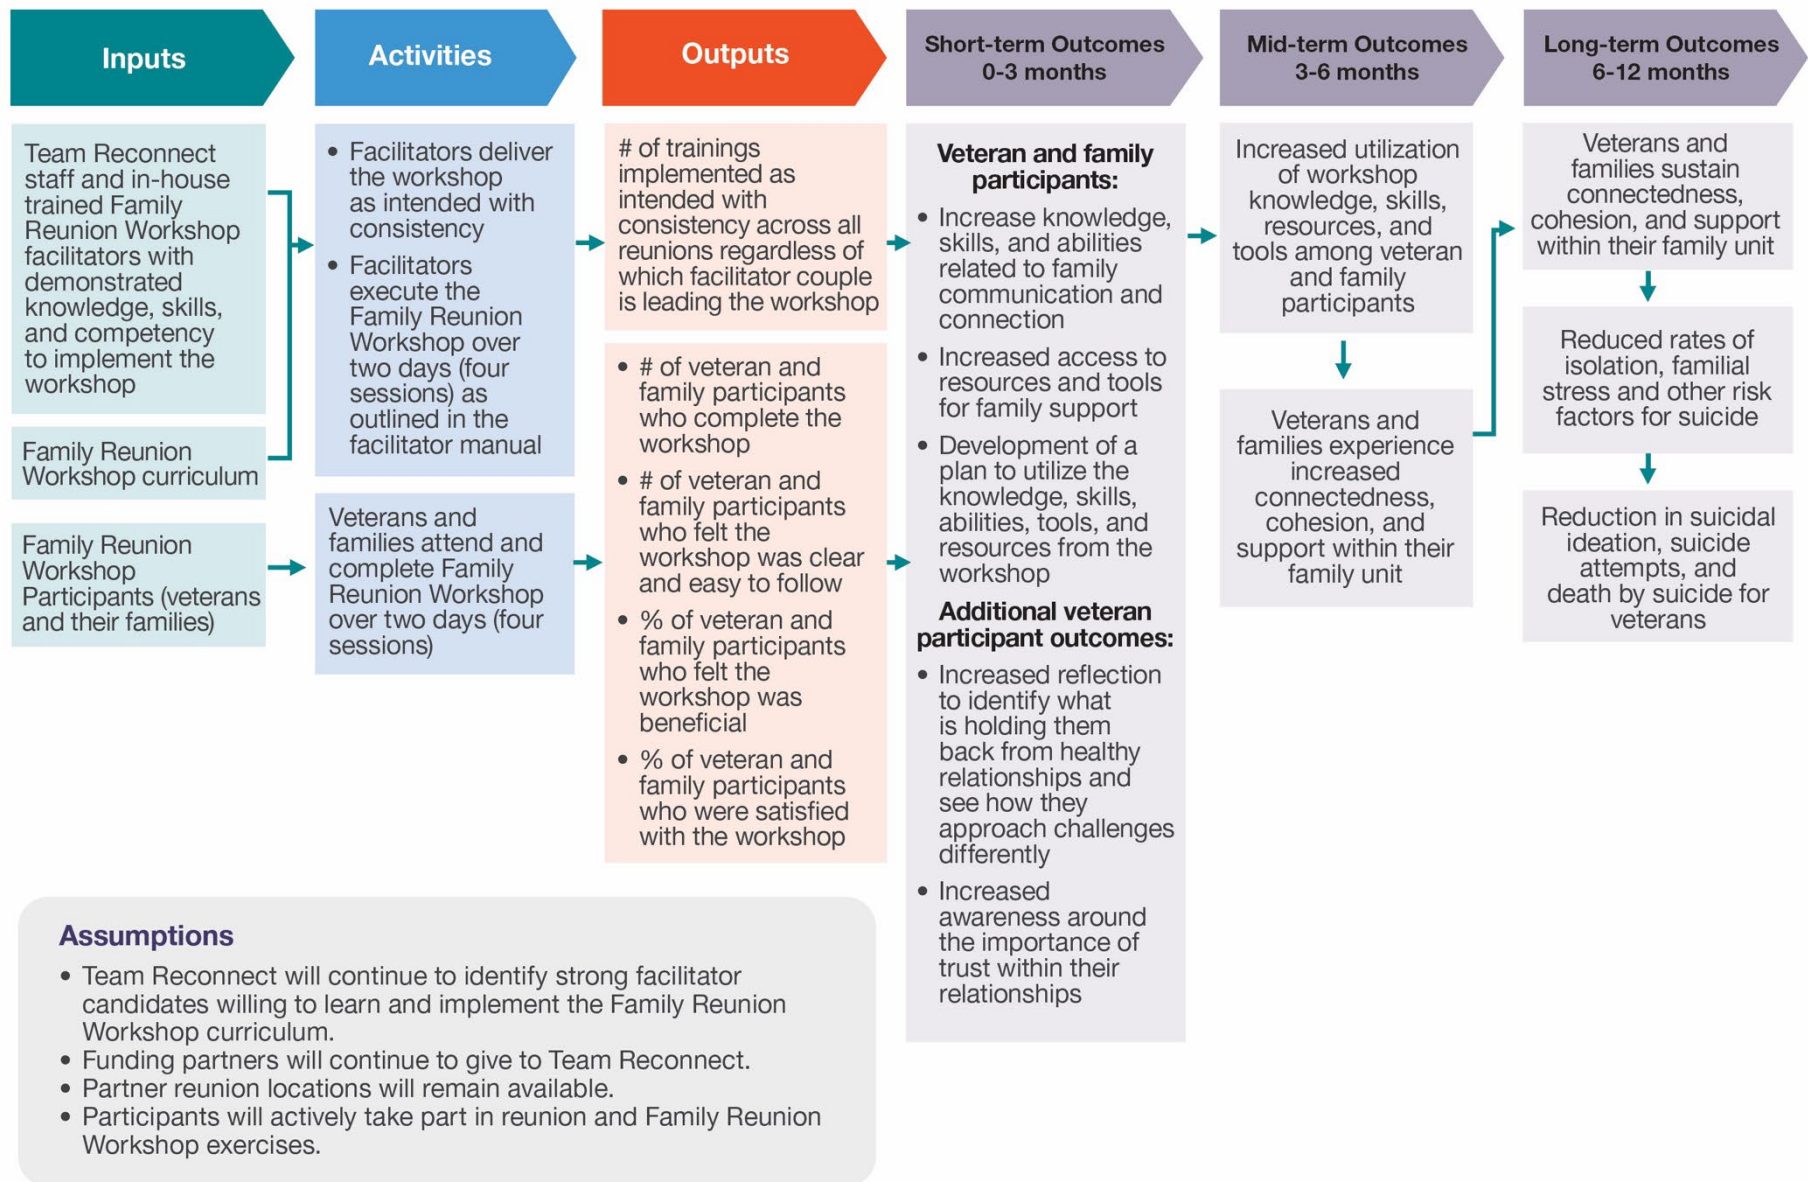 Inputs
Activities
Outputs
Short-term Outcomes
0-3 months
Mid-term Outcomes
3-6 months
Long-term Outcomes
6-12 months
Team Reconnect
staff and in-house
trained Family
Reunion Workshop
facilitators with
demonstrated
knowledge, skills,
and competency
to implement the
workshop
Family Reunion
Workshop curriculum
Family Reunion
Workshop
Participants (veterans
and their families)
• Facilitators deliver
the workshop
as intended with
consistency
• Facilitators
execute the
Family Reunion
Workshop over
two days (four
sessions) as
outlined in the
facilitator manual
Veterans and
families attend and
complete Family
Reunion Workshop
over two days (four
sessions)
# of trainings
implemented as
intended with
consistency across all
reunions regardless of
which facilitator couple
is leading the workshop
• # of veteran and
family participants
who complete the
workshop
• # of veteran and
family participants
who felt the
workshop was clear
and easy to follow
• % of veteran and
family participants
who felt the
workshop was
beneficial
• % of veteran and
family participants
who were satisfied
with the workshop
Veteran and family
participants:
• Increase knowledge,
skills, and abilities
related to family
communication and
connection
• Increased access to
resources and tools
for family support
• Development of a
plan to utilize the
knowledge, skills,
abilities, tools, and
resources from the
workshop
Additional veteran
participant outcomes:
• Increased reflection
to identify what
is holding them
back from healthy
relationships and
see how they
approach challenges
differently
• Increased
awareness around
the importance of
trust within their
relationships
Increased utilization
of workshop
knowledge, skills,
resources, and
tools among veteran
and family
participants
Veterans and
families experience
increased
connectedness,
cohesion, and
support within their
family unit
Veterans and
families sustain
connectedness,
cohesion, and support
within their family unit
Reduced rates of
isolation, familial
stress and other risk
factors for suicide
Reduction in suicidal
ideation, suicide
attempts, and
death by suicide for
veterans
Assumptions
• Team Reconnect will continue to identify strong facilitator
candidates willing to learn and implement the Family Reunion
Workshop curriculum.
• Funding partners will continue to give to Team Reconnect.
• Partner reunion locations will remain available.
• Participants will actively take part in reunion and Family Reunion
Workshop exercises.